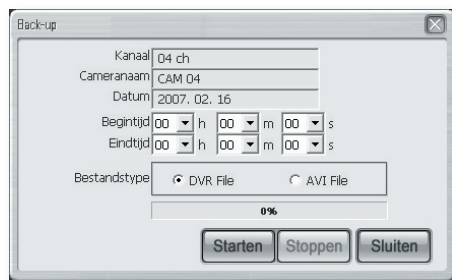 Back-up
Kanaal 04 ch
Cameranaam CAM 04
Datum 2007. 02. 16
Begintijd 00 h 00 m 00 s
Eindtijd 00 h 00 m 00 s
Bestandstype DVR File AVI File
0%
Starten Stoppen Sluiten